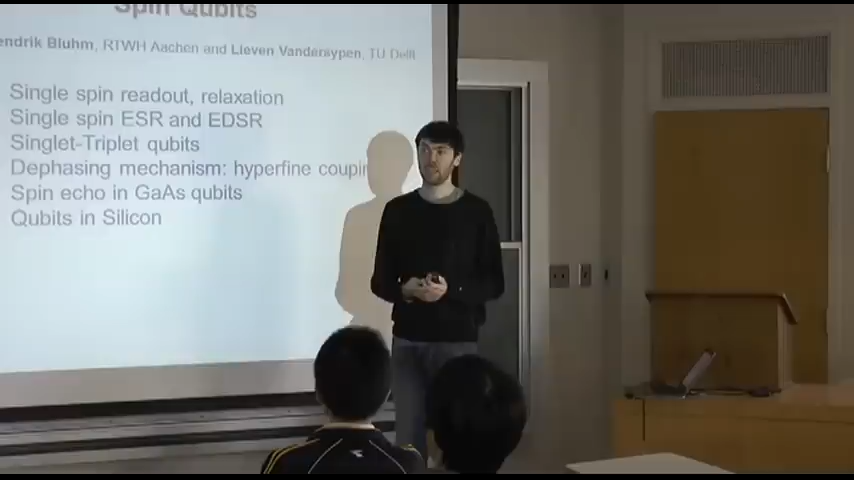 Spin Qubits
endrik Bluhm, RTWH Aachen and Lieven Vandersypen, TU Delft
Single spin readout, relaxation
Single spin ESR and EDSR
Singlet-Triplet qubits
Dephasing mechanism: hyperfine couplin
Spin echo in GaAs qubits
Qubits in Silicon